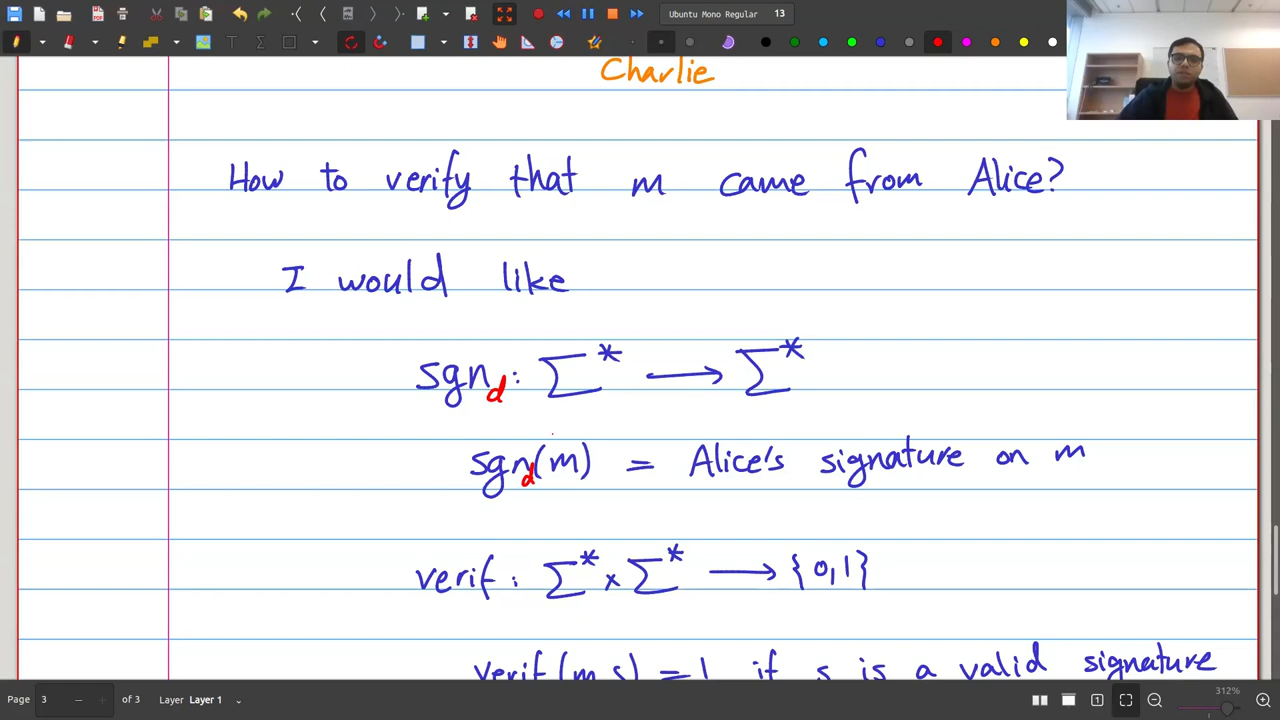 Ubuntu Mono Regular 13
Charlie
How to verify that m came from Alice?
I would like
sgn_d : Σ* ⟶ Σ*
sgn_d(m) = Alice's signature on m
verif : Σ* × Σ* ⟶ {0,1}
verif(m,s) = 1 if s is a valid signature
Page 3 of 3 Layer Layer 1 312%